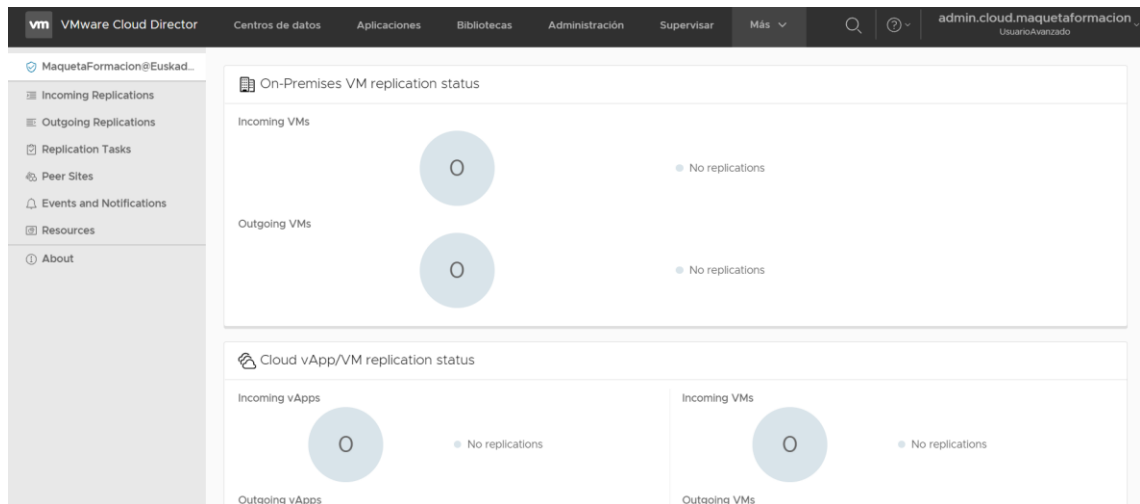 vm VMware Cloud Director Centros de datos Aplicaciones Bibliotecas Administración Supervisar Más admin.cloud.maquetaformacion
UsuarioAvanzado
MaquetaFormacion@Euskad...
Incoming Replications
Outgoing Replications
Replication Tasks
Peer Sites
Events and Notifications
Resources
About
On-Premises VM replication status
Incoming VMs
0 No replications
Outgoing VMs
0 No replications
Cloud vApp/VM replication status
Incoming vApps
0 No replications
Outgoing vApps
Incoming VMs
0 No replications
Outgoing VMs